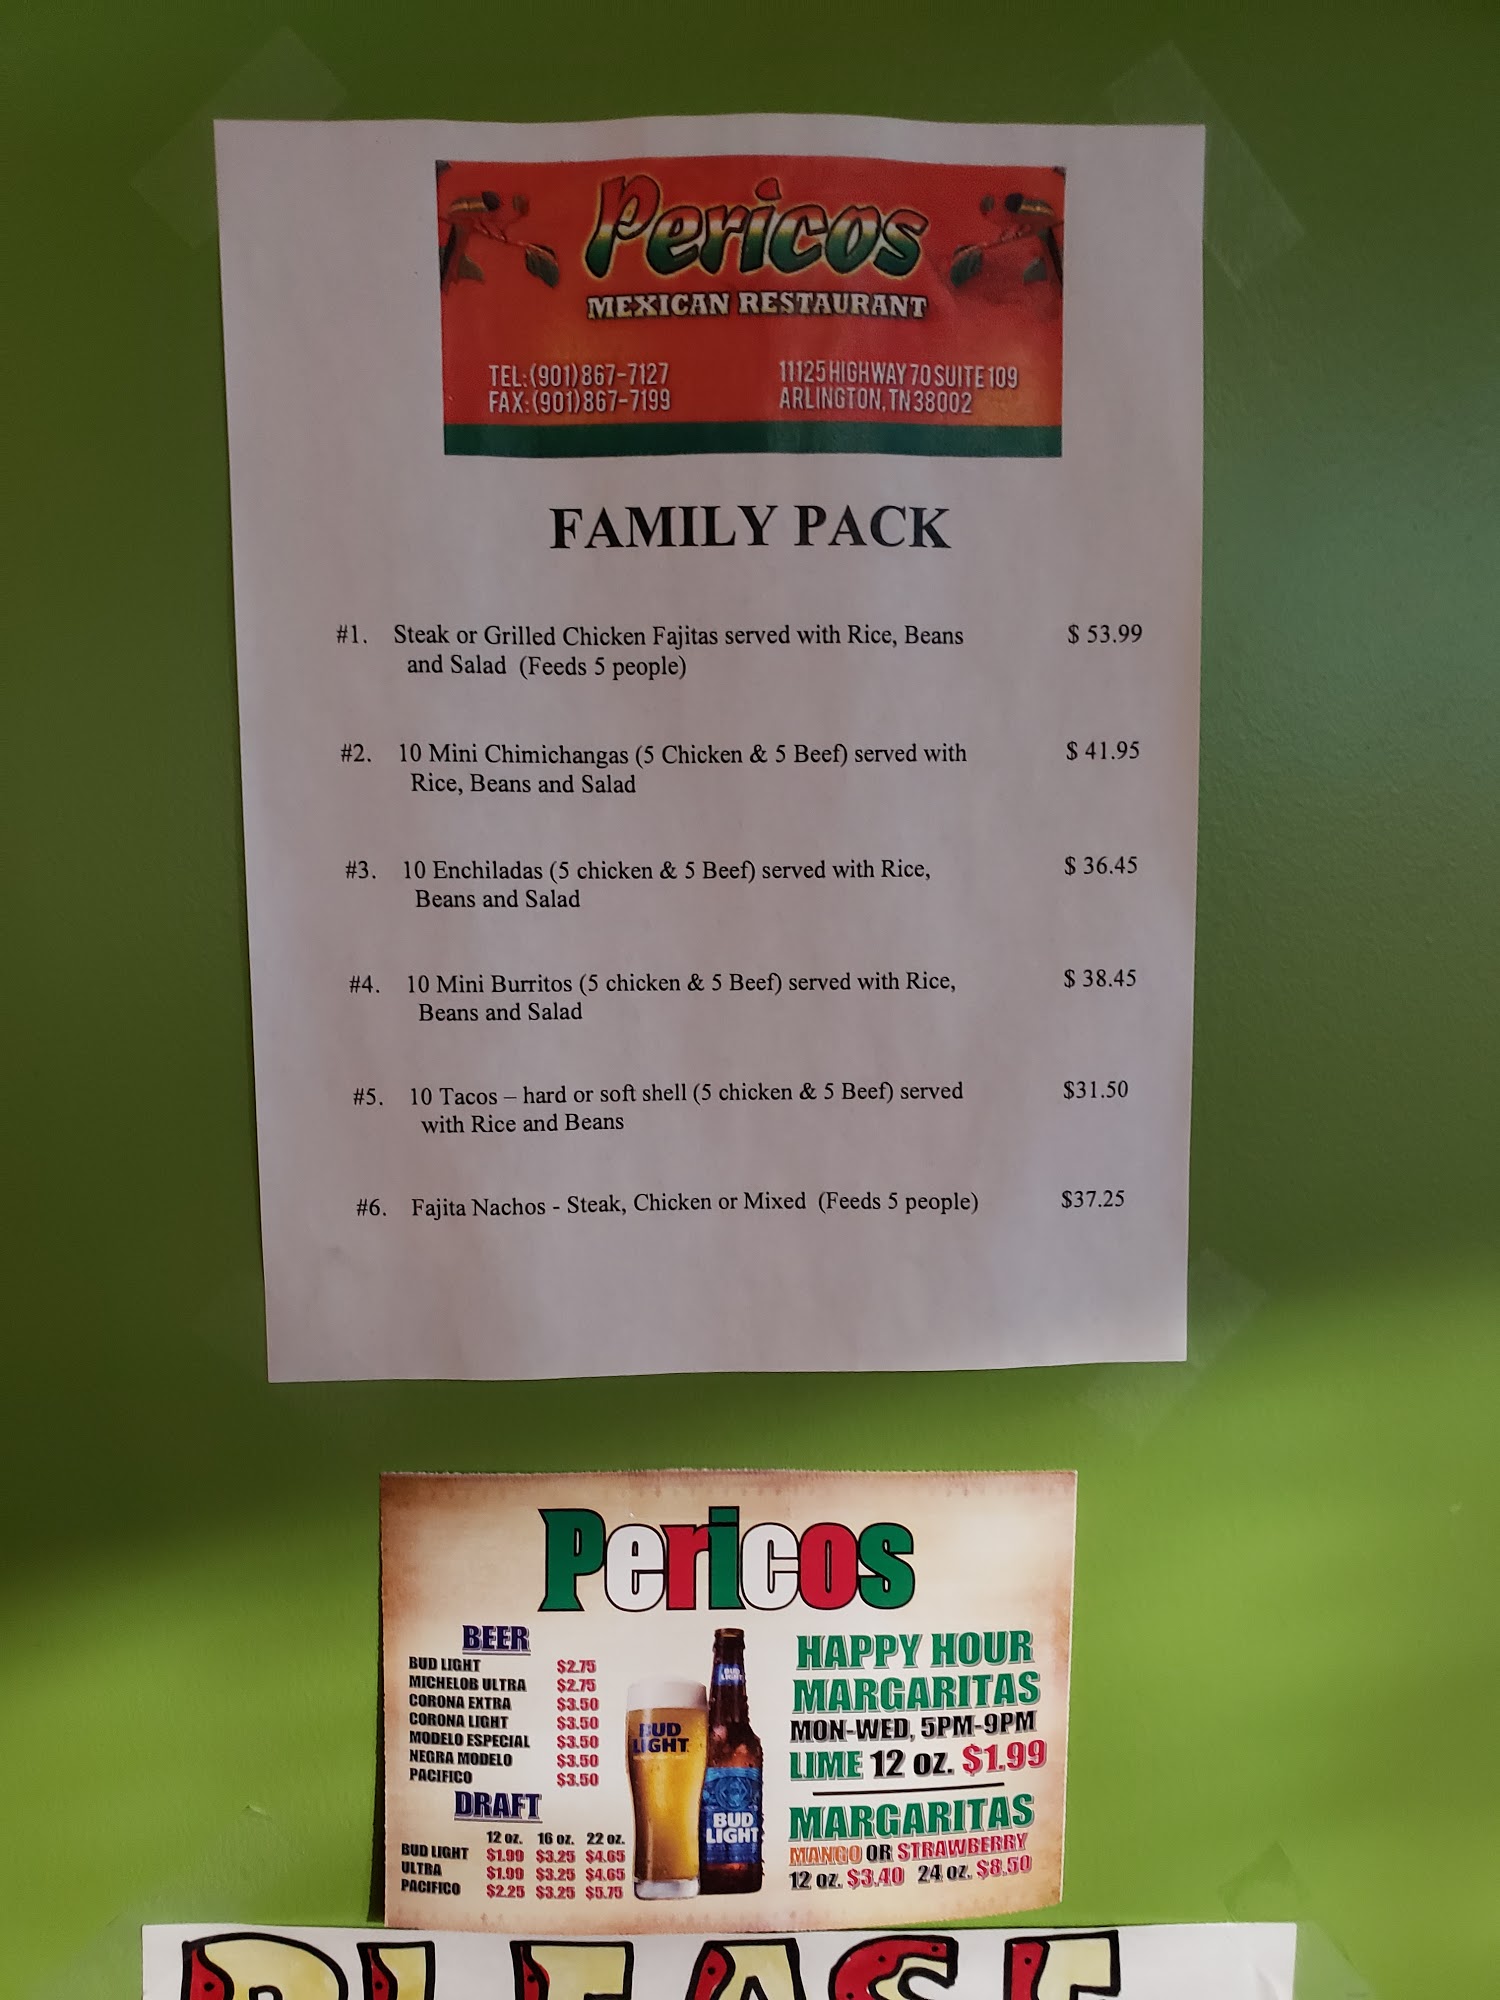 Pericos
MEXICAN RESTAURANT
TEL:(901)867-7127
FAX:(901)867-7199
11125 HIGHWAY 70 SUITE 109
ARLINGTON, TN 38002
FAMILY PACK
#1. Steak or Grilled Chicken Fajitas served with Rice, Beans $ 53.99
and Salad (Feeds 5 people)
#2. 10 Mini Chimichangas (5 Chicken & 5 Beef) served with $ 41.95
Rice, Beans and Salad
#3. 10 Enchiladas (5 chicken & 5 Beef) served with Rice, $ 36.45
Beans and Salad
#4. 10 Mini Burritos (5 chicken & 5 Beef) served with Rice, $ 38.45
Beans and Salad
#5. 10 Tacos – hard or soft shell (5 chicken & 5 Beef) served $31.50
with Rice and Beans
#6. Fajita Nachos - Steak, Chicken or Mixed (Feeds 5 people) $37.25
Pericos
BEER
BUD LIGHT $2.75
MICHELOB ULTRA $2.75
CORONA EXTRA $3.50
CORONA LIGHT $3.50
MODELO ESPECIAL $3.50
NEGRA MODELO $3.50
PACIFICO $3.50
DRAFT
12 oz. 16 oz. 22 oz.
BUD LIGHT $1.99 $3.25 $4.65
ULTRA $1.99 $3.25 $4.65
PACIFICO $2.25 $3.25 $5.75
BUD
LIGHT
BUD
LIGHT
BUD
LIGHT
HAPPY HOUR
MARGARITAS
MON-WED, 5PM-9PM
LIME 12 oz. $1.99
MARGARITAS
MANGO OR STRAWBERRY
12 oz. $3.40 24 oz. $8.50
PLEASE